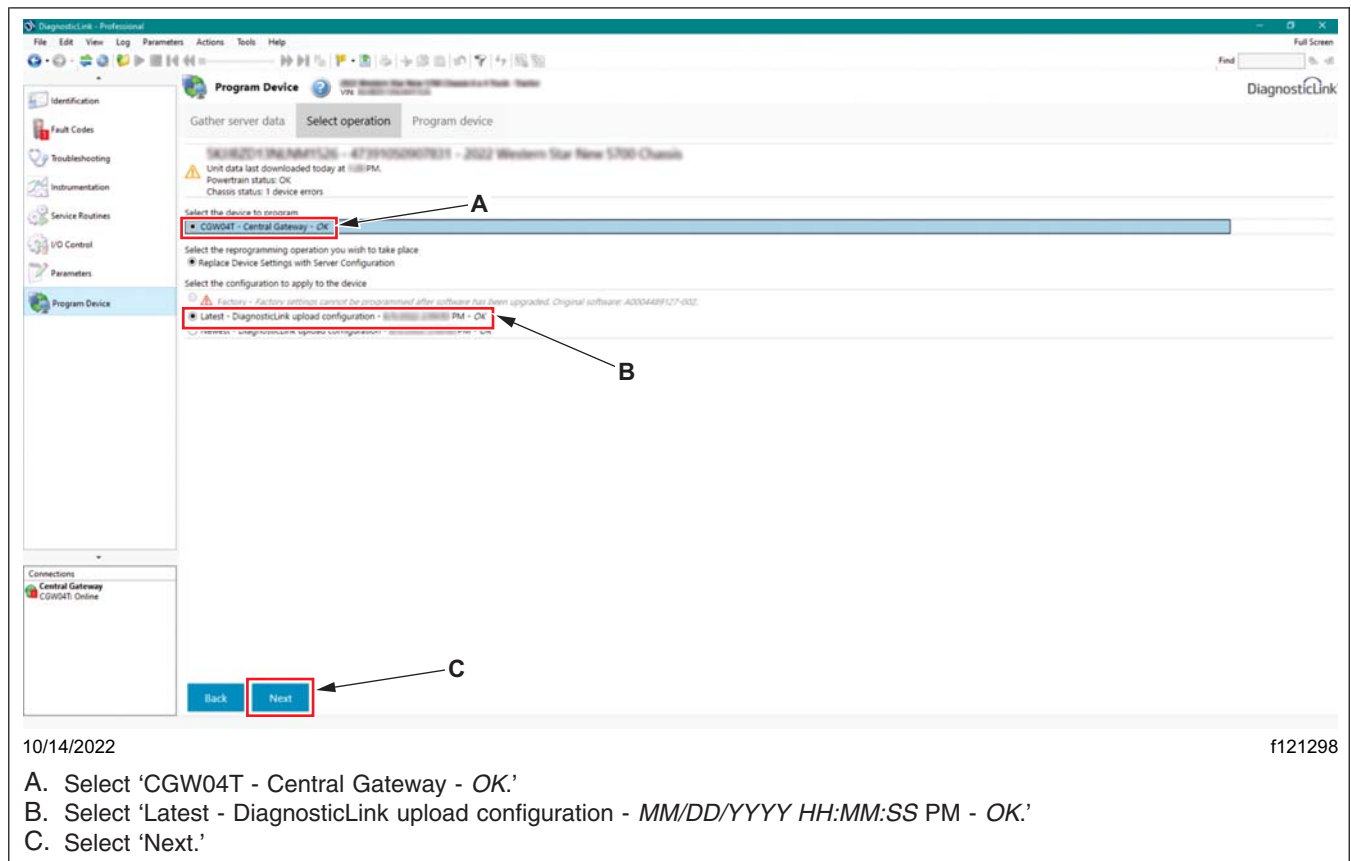 DiagnosticLink - Professional
File Edit View Log Parameters Actions Tools Help
Full Screen
Find
Program Device
VIN
DiagnosticLink
Identification
Fault Codes
Troubleshooting
Instrumentation
Service Routines
I/O Control
Parameters
Program Device
Gather server data Select operation Program device
2022 Western Star New 5700 Chassis
Unit data last downloaded today at PM.
Powertrain status: OK
Chassis status: 1 device errors
A
Select the device to program
CGW04T - Central Gateway - OK
Select the reprogramming operation you wish to take place
Replace Device Settings with Server Configuration
Select the configuration to apply to the device
Factory - Factory settings cannot be programmed after software has been upgraded. Original software: A0004489127-002.
Latest - DiagnosticLink upload configuration - PM - OK
Newest - DiagnosticLink upload configuration - PM - OK
B
Connections
Central Gateway
CGW04T: Online
C
Back Next
10/14/2022 f121298
A. Select ‘CGW04T - Central Gateway - OK.’
B. Select ‘Latest - DiagnosticLink upload configuration - MM/DD/YYYY HH:MM:SS PM - OK.’
C. Select ‘Next.’